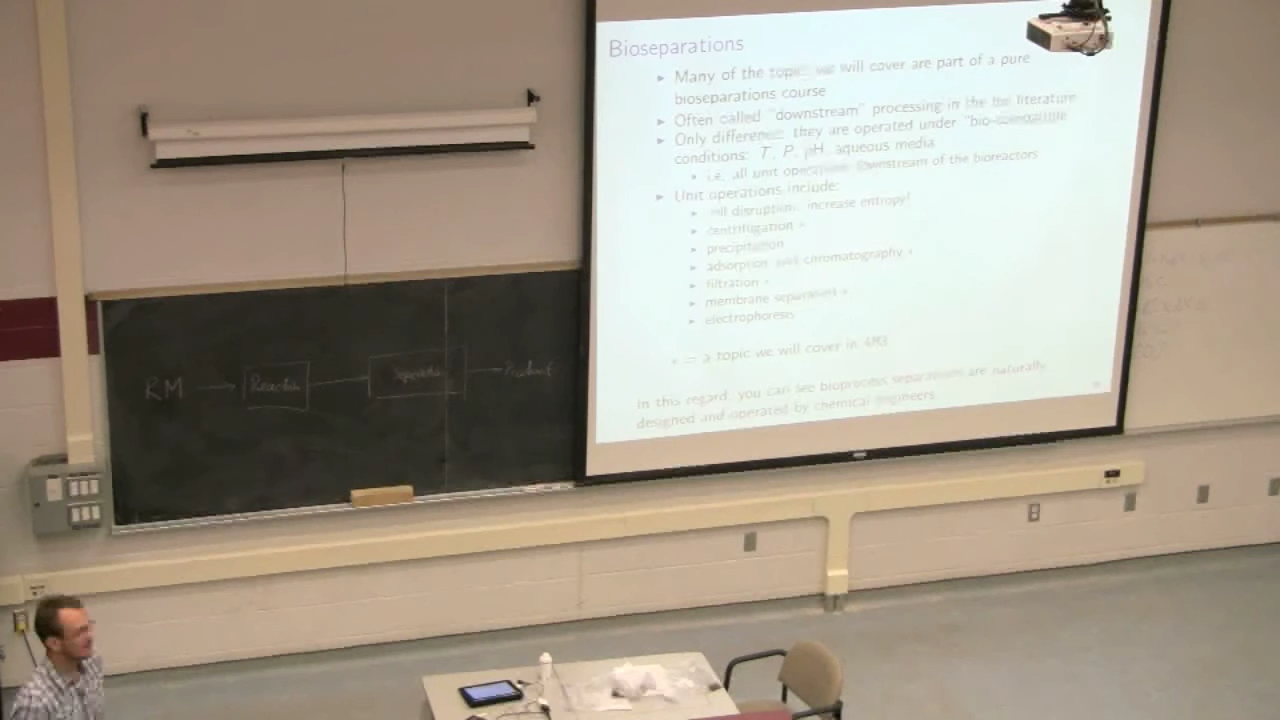 Bioseparations
▸ Many of the topic we will cover are part of a pure
bioseparations course
▸ Often called "downstream" processing in the the literature
▸ Only difference they are operated under "bio-compatible
conditions: T, P, pH, aqueous media
▸ i.e. all unit operations downstream of the bioreactors
▸ Unit operations include:
▸ cell disruption: increase entropy!
▸ centrifugation *
▸ precipitation
▸ adsorption and chromatography *
▸ filtration *
▸ membrane separation *
▸ electrophoresis
* = a topic we will cover in 4M3
In this regard, you can see bioprocess separations are naturally
designed and operated by chemical engineers
RM → Reactor → Separator → Product